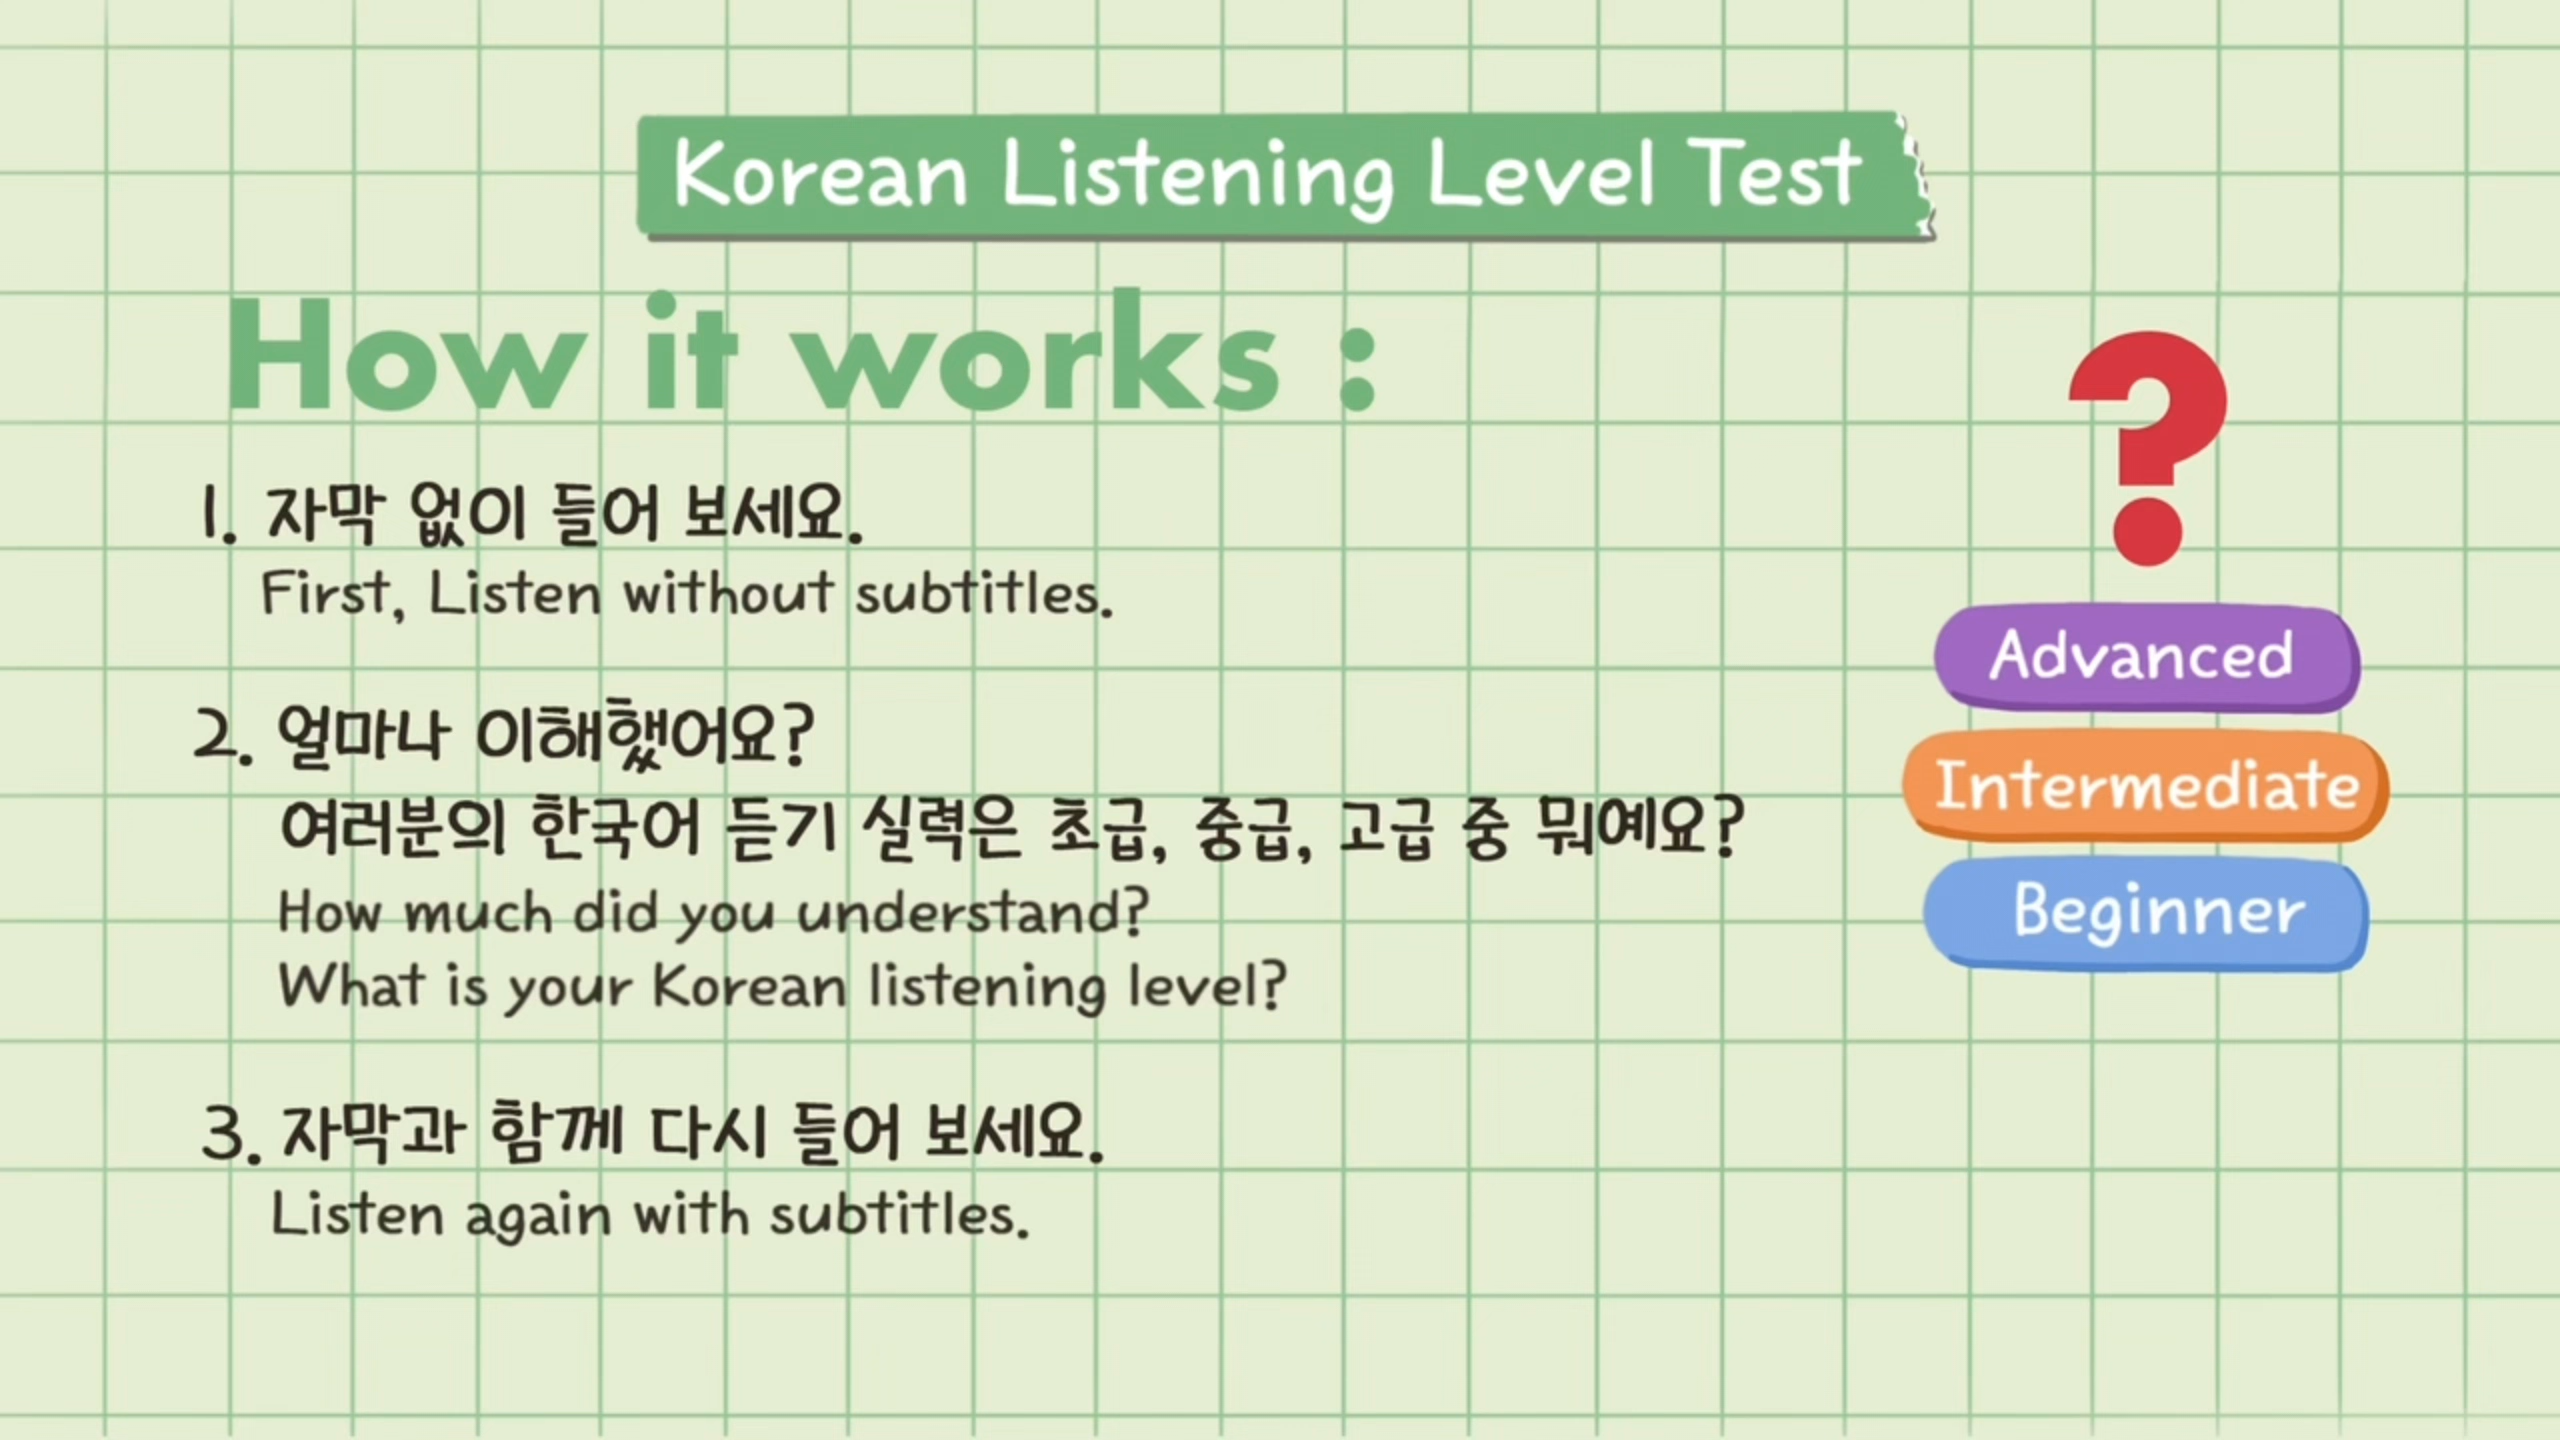 Korean Listening Level Test
How it works :
1. 자막 없이 들어 보세요.
First, Listen without subtitles.
2. 얼마나 이해했어요?
여러분의 한국어 듣기 실력은 초급, 중급, 고급 중 뭐예요?
How much did you understand?
What is your Korean listening level?
3. 자막과 함께 다시 들어 보세요.
Listen again with subtitles.
?
Advanced
Intermediate
Beginner